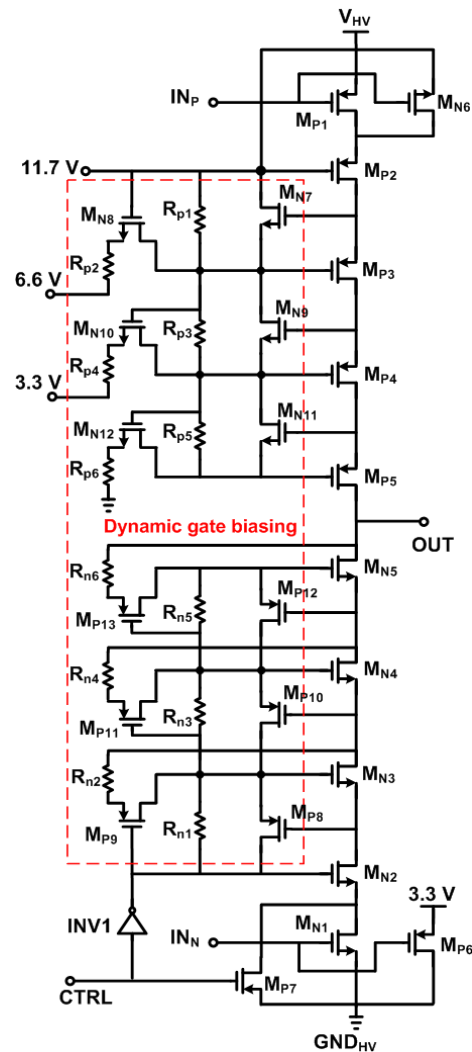 V_HV
IN_P
M_P1
M_N6
11.7 V
M_P2
M_N8
R_p1
M_N7
R_p2
M_P3
6.6 V
M_N10
R_p3
M_N9
R_p4
M_P4
3.3 V
M_N12
R_p5
M_N11
R_p6
M_P5
Dynamic gate biasing
OUT
R_n6
M_N5
M_P13
R_n5
M_P12
R_n4
M_N4
M_P11
R_n3
M_P10
R_n2
M_N3
M_P9
R_n1
M_P8
M_N2
3.3 V
INV1
IN_N
M_N1
M_P6
M_P7
CTRL
GND_HV